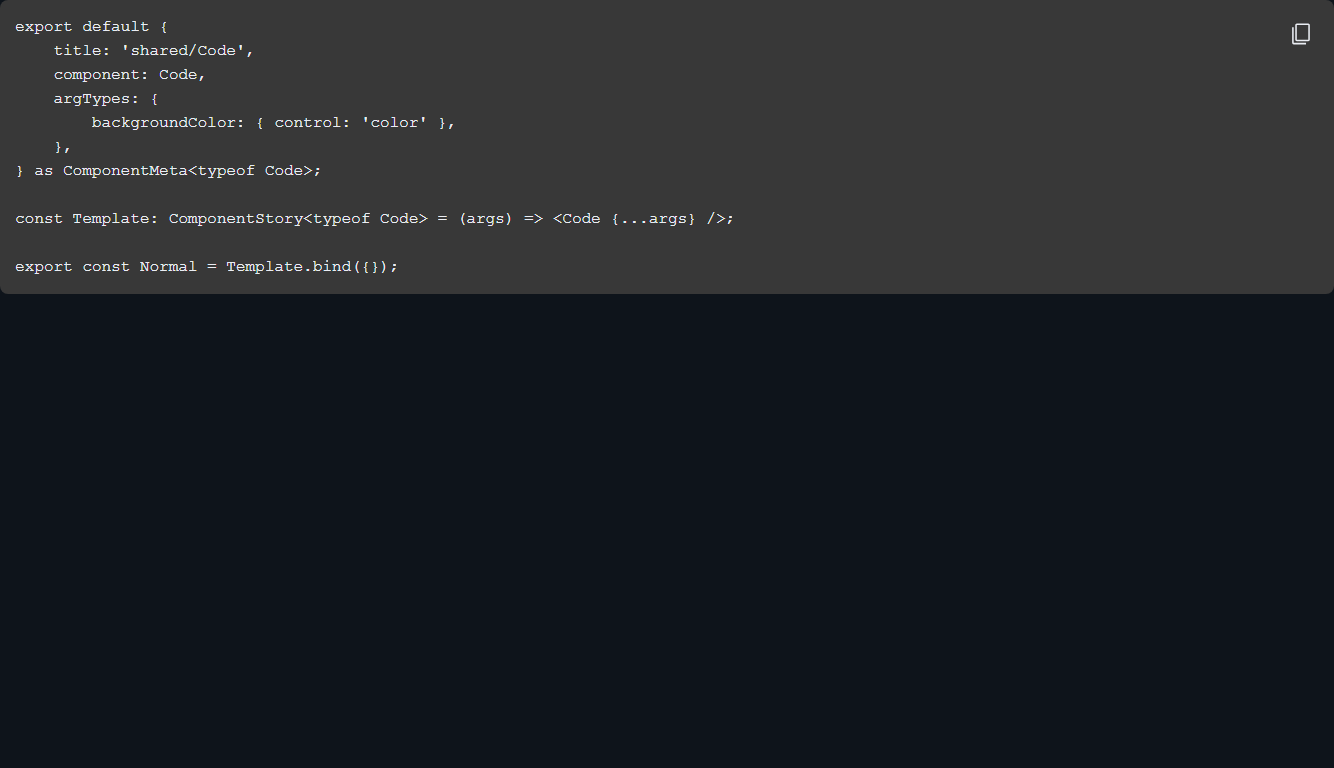 export default {
    title: 'shared/Code',
    component: Code,
    argTypes: {
        backgroundColor: { control: 'color' },
    },
} as ComponentMeta<typeof Code>;

const Template: ComponentStory<typeof Code> = (args) => <Code {...args} />;

export const Normal = Template.bind({});